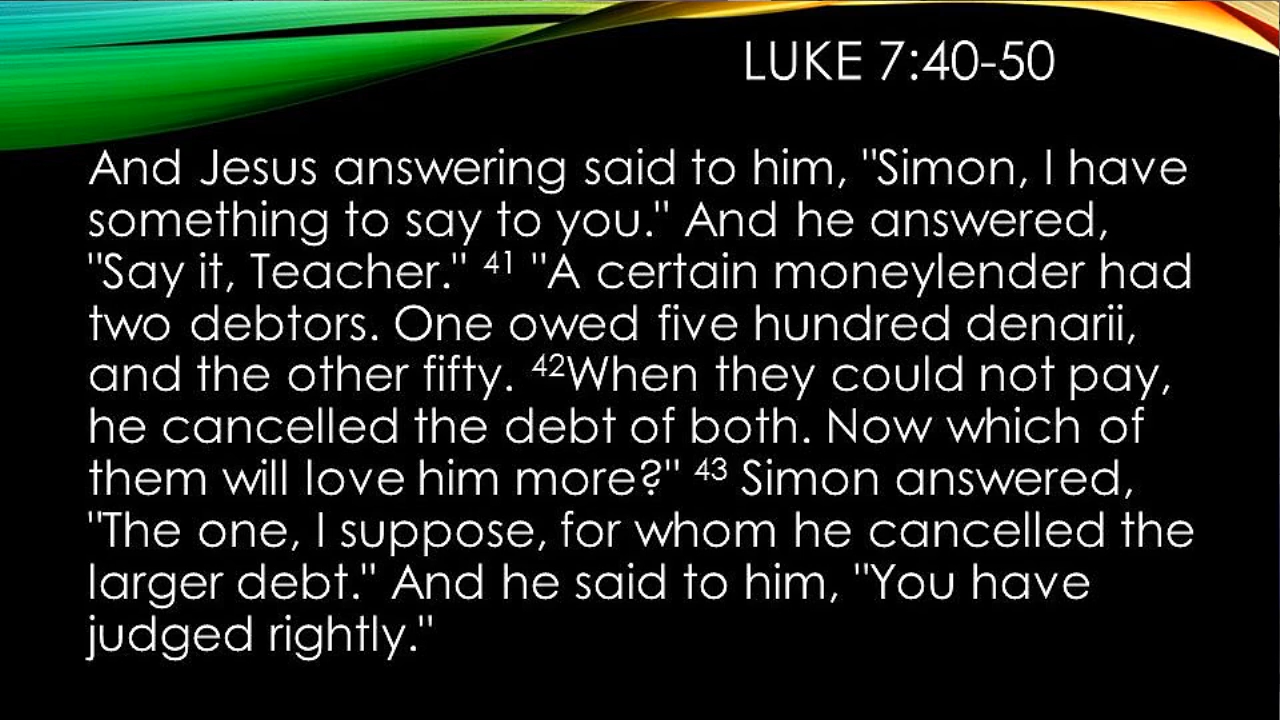 LUKE 7:40-50
And Jesus answering said to him, "Simon, I have
something to say to you." And he answered,
"Say it, Teacher." 41 "A certain moneylender had
two debtors. One owed five hundred denarii,
and the other fifty. 42When they could not pay,
he cancelled the debt of both. Now which of
them will love him more?" 43 Simon answered,
"The one, I suppose, for whom he cancelled the
larger debt." And he said to him, "You have
judged rightly."